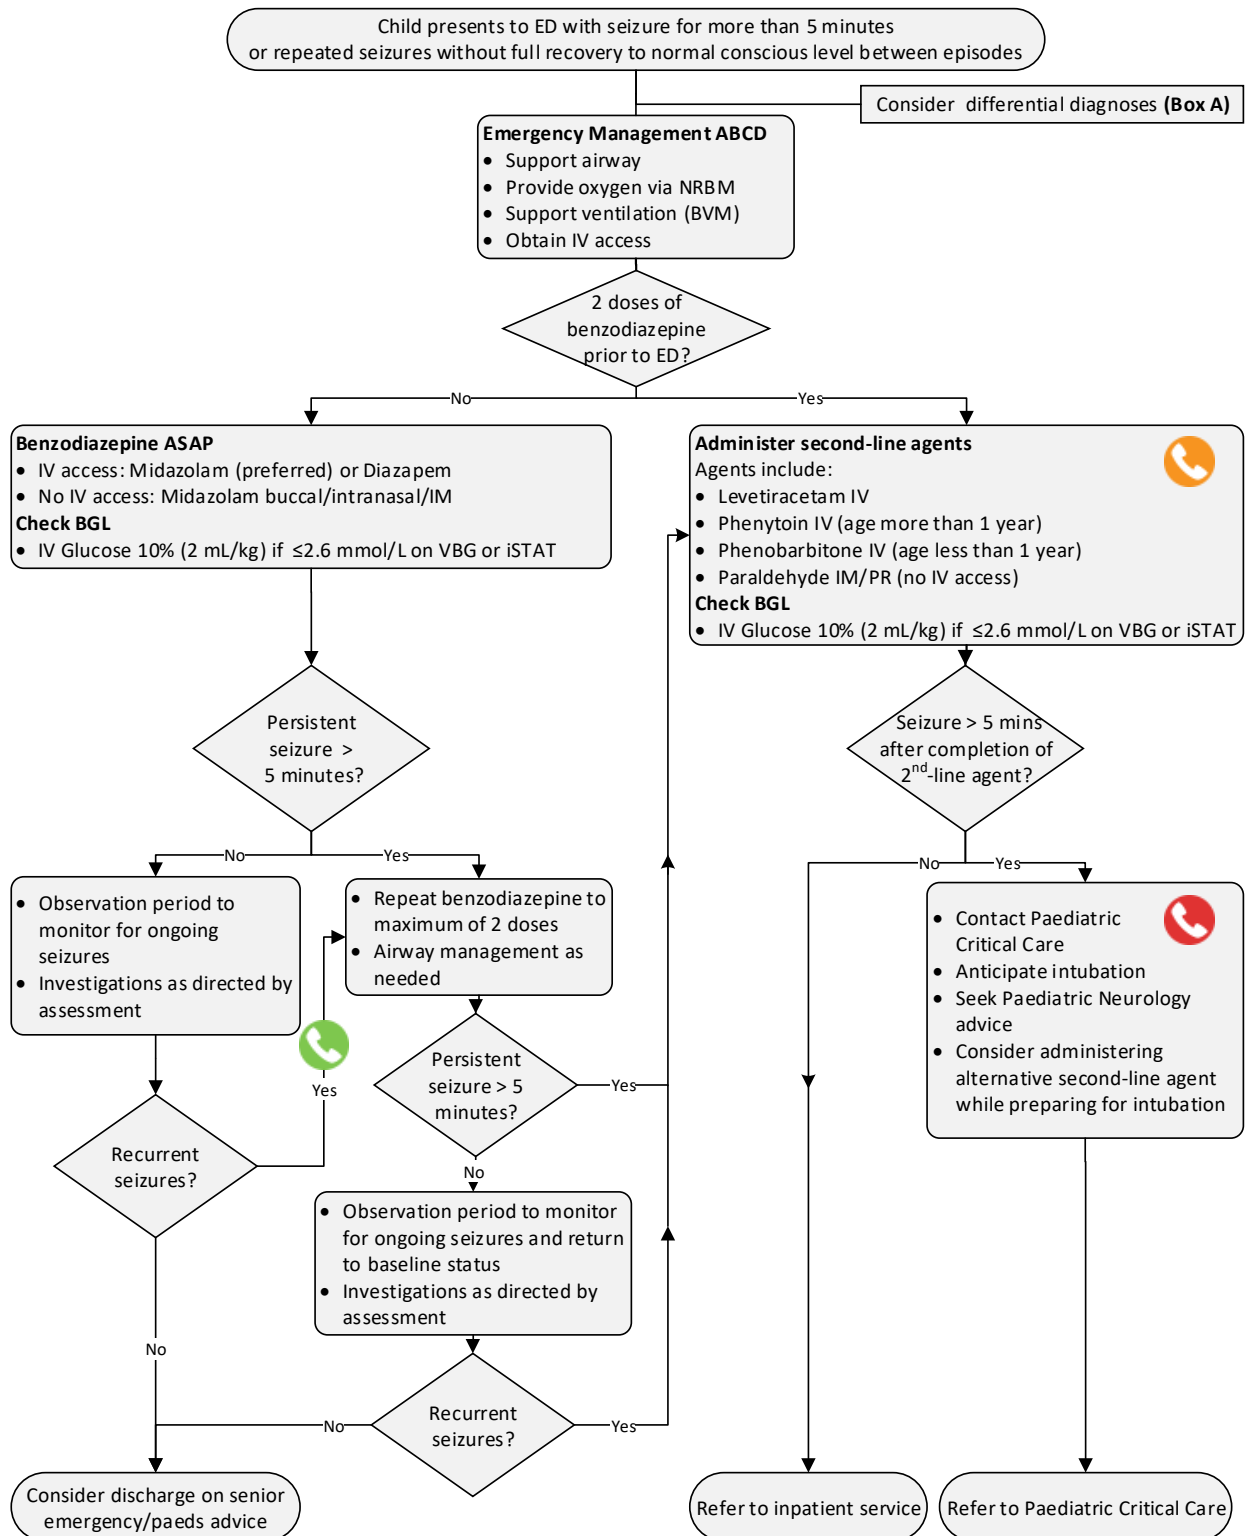 Child presents to ED with seizure for more than 5 minutes
or repeated seizures without full recovery to normal conscious level between episodes
Consider differential diagnoses (Box A)
Emergency Management ABCD
• Support airway
• Provide oxygen via NRBM
• Support ventilation (BVM)
• Obtain IV access
2 doses of
benzodiazepine
prior to ED?
No
Yes
Benzodiazepine ASAP
• IV access: Midazolam (preferred) or Diazapem
• No IV access: Midazolam buccal/intranasal/IM
Check BGL
• IV Glucose 10% (2 mL/kg) if ≤2.6 mmol/L on VBG or iSTAT
Administer second-line agents
Agents include:
• Levetiracetam IV
• Phenytoin IV (age more than 1 year)
• Phenobarbitone IV (age less than 1 year)
• Paraldehyde IM/PR (no IV access)
Check BGL
• IV Glucose 10% (2 mL/kg) if ≤2.6 mmol/L on VBG or iSTAT
Persistent
seizure >
5 minutes?
Seizure > 5 mins
after completion of
2nd-line agent?
No
Yes
No
Yes
• Observation period to
monitor for ongoing
seizures
• Investigations as directed by
assessment
• Repeat benzodiazepine to
maximum of 2 doses
• Airway management as
needed
• Contact Paediatric
Critical Care
• Anticipate intubation
• Seek Paediatric Neurology
advice
• Consider administering
alternative second-line agent
while preparing for intubation
Yes
Persistent
seizure > 5
minutes?
Yes
No
Recurrent
seizures?
• Observation period to monitor
for ongoing seizures and return
to baseline status
• Investigations as directed by
assessment
No
Recurrent
seizures?
No
Yes
Consider discharge on senior
emergency/paeds advice
Refer to inpatient service
Refer to Paediatric Critical Care